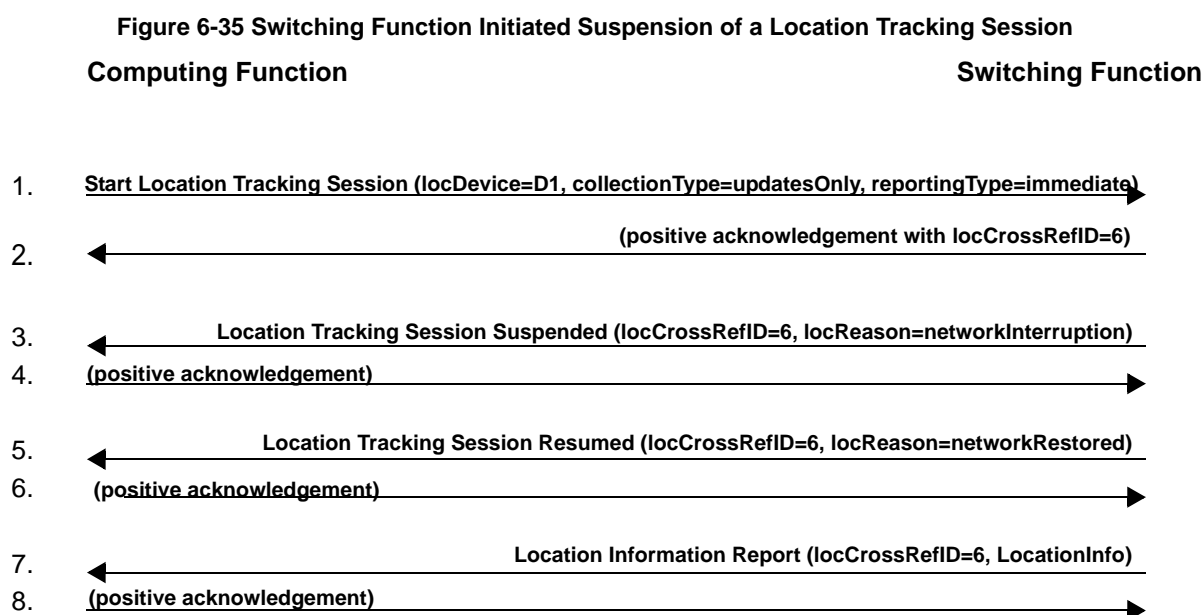 Figure 6-35 Switching Function Initiated Suspension of a Location Tracking Session
Computing Function Switching Function
1. Start Location Tracking Session (locDevice=D1, collectionType=updatesOnly, reportingType=immediate)
2. (positive acknowledgement with locCrossRefID=6)
3. Location Tracking Session Suspended (locCrossRefID=6, locReason=networkInterruption)
4. (positive acknowledgement)
5. Location Tracking Session Resumed (locCrossRefID=6, locReason=networkRestored)
6. (positive acknowledgement)
7. Location Information Report (locCrossRefID=6, LocationInfo)
8. (positive acknowledgement)